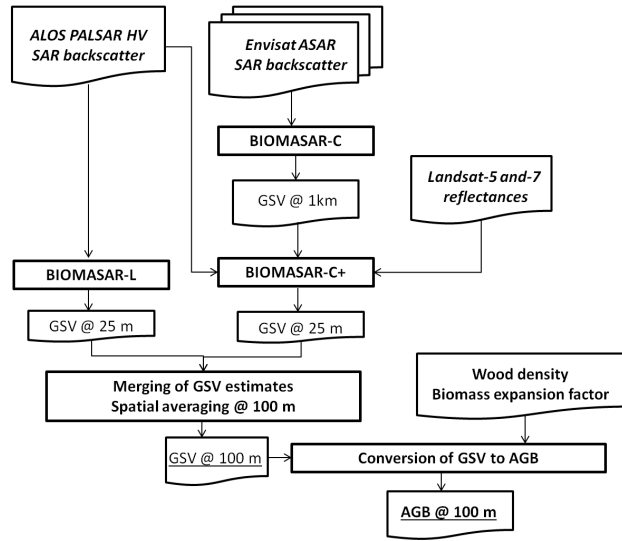 ALOS PALSAR HV
SAR backscatter
Envisat ASAR
SAR backscatter
BIOMASAR-C
GSV @ 1km
Landsat-5 and-7
reflectances
BIOMASAR-L
BIOMASAR-C+
GSV @ 25 m
GSV @ 25 m
Merging of GSV estimates
Spatial averaging @ 100 m
Wood density
Biomass expansion factor
GSV @ 100 m
Conversion of GSV to AGB
AGB @ 100 m